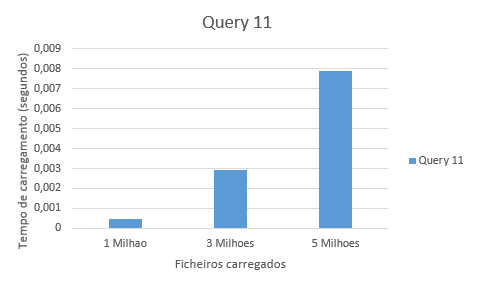 Query 11
Tempo de carregamento (segundos)
0,009
0,008
0,007
0,006
0,005
0,004
0,003
0,002
0,001
0
1 Milhao
3 Milhoes
5 Milhoes
Ficheiros carregados
Query 11